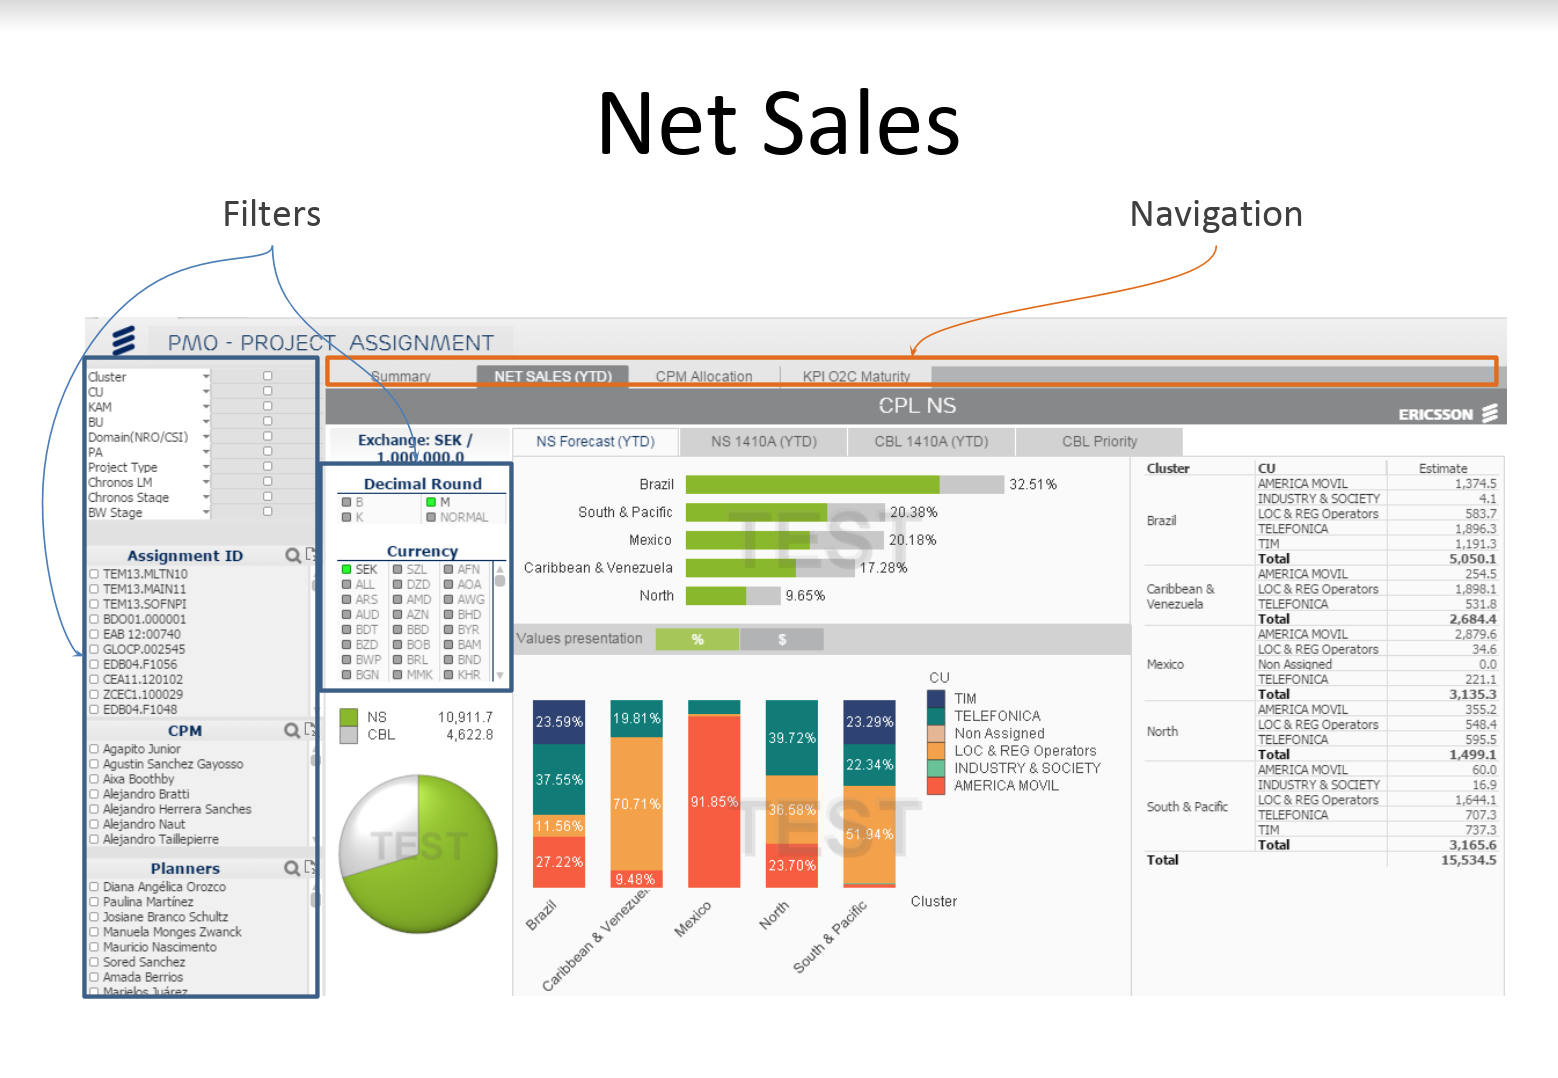 Net Sales
Filters
Navigation
PMO - PROJECT ASSIGNMENT
Summary
NET SALES (YTD)
CPM Allocation
KPI O2C Maturity
CPL NS
ERICSSON
Cluster
CU
KAM
BU
Domain(NRO/CSI)
PA
Project Type
Chronos LM
Chronos Stage
BW Stage
Assignment ID
TEM13.MLTN10
TEM13.MAIN11
TEM13.SOFNPI
BDO01.000001
EAB 12:00740
GLOCP.002545
EDB04.F1056
CEA11.120102
ZCEC1.100029
EDB04.F1048
CPM
Agapito Junior
Agustin Sanchez Gayosso
Aixa Boothby
Alejandro Bratti
Alejandro Herrera Sanches
Alejandro Naut
Alejandro Taillepierre
Planners
Diana Angélica Orozco
Paulina Martínez
Josiane Branco Schultz
Manuela Monges Zwanck
Mauricio Nascimento
Sored Sanchez
Amada Berrios
Marielos Juárez
Exchange: SEK /
1.000.000,0
Decimal Round
B M
K NORMAL
Currency
SEK SZL AFN
ALL DZD AOA
ARS AMD AWG
AUD AZN BHD
BDT BBD BYR
BZD BOB BAM
BWP BRL BND
BGN MMK KHR
NS 10,911.7
CBL 4,622.8
TEST
NS Forecast (YTD)
NS 1410A (YTD)
CBL 1410A (YTD)
CBL Priority
Brazil 32.51%
South & Pacific 20.38%
Mexico 20.18%
Caribbean & Venezuela 17.28%
North 9.65%
TEST
Values presentation % $
CU
TIM
TELEFONICA
Non Assigned
LOC & REG Operators
INDUSTRY & SOCIETY
AMERICA MOVIL
23.59%
37.55%
11.56%
27.22%
19.81%
70.71%
9.48%
91.85%
39.72%
36.58%
23.70%
23.29%
22.34%
51.94%
TEST
Brazil
Caribbean & Venezuel
Mexico
North
South & Pacific
Cluster
Cluster CU Estimate
Brazil
AMERICA MOVIL 1,374.5
INDUSTRY & SOCIETY 4.1
LOC & REG Operators 583.7
TELEFONICA 1,896.3
TIM 1,191.3
Total 5,050.1
Caribbean &
Venezuela
AMERICA MOVIL 254.5
LOC & REG Operators 1,898.1
TELEFONICA 531.8
Total 2,684.4
Mexico
AMERICA MOVIL 2,879.6
LOC & REG Operators 34.6
Non Assigned 0.0
TELEFONICA 221.1
Total 3,135.3
North
AMERICA MOVIL 355.2
LOC & REG Operators 548.4
TELEFONICA 595.5
Total 1,499.1
South & Pacific
AMERICA MOVIL 60.0
INDUSTRY & SOCIETY 16.9
LOC & REG Operators 1,644.1
TELEFONICA 707.3
TIM 737.3
Total 3,165.6
Total 15,534.5